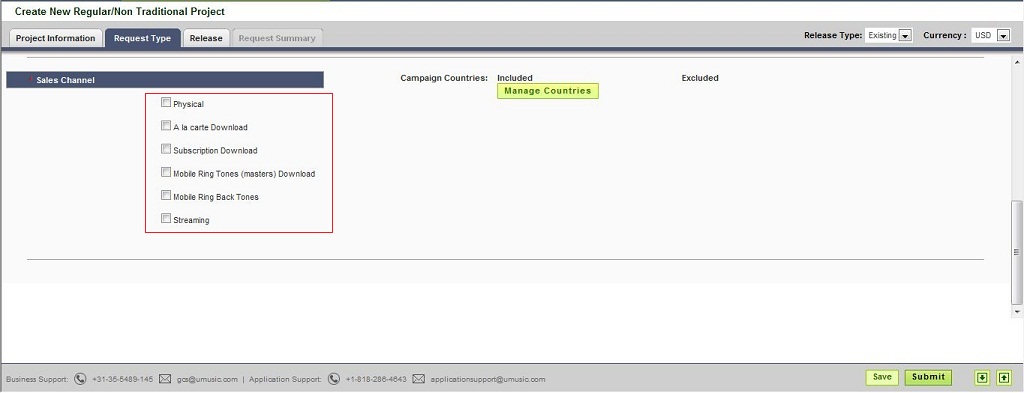 Create New Regular/Non Traditional Project
Project Information Request Type Release Request Summary Release Type: Existing Currency : USD
Sales Channel Campaign Countries: Included Excluded
Manage Countries
Physical
A la carte Download
Subscription Download
Mobile Ring Tones (masters) Download
Mobile Ring Back Tones
Streaming
Business Support: +31-35-5489-145 gcs@umusic.com | Application Support: +1-818-286-4643 applicationsupport@umusic.com Save Submit